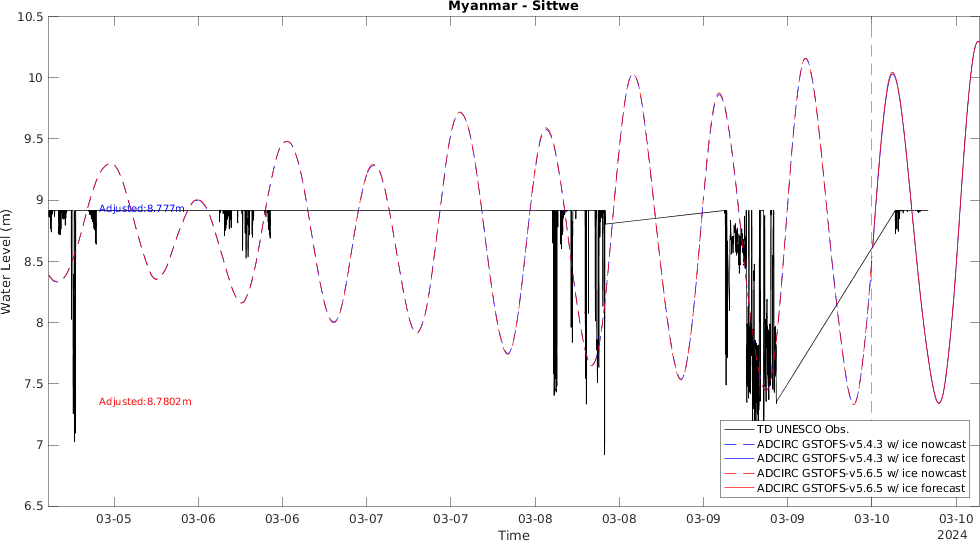 Myanmar - Sittwe
10.5
10
9.5
9
8.5
8
7.5
7
6.5
Water Level (m)
Adjusted:8.777m
Adjusted:8.7802m
TD UNESCO Obs.
ADCIRC GSTOFS-v5.4.3 w/ ice nowcast
ADCIRC GSTOFS-v5.4.3 w/ ice forecast
ADCIRC GSTOFS-v5.6.5 w/ ice nowcast
ADCIRC GSTOFS-v5.6.5 w/ ice forecast
03-05 03-06 03-06 03-07 03-07 03-08 03-08 03-09 03-09 03-10 03-10
Time
2024